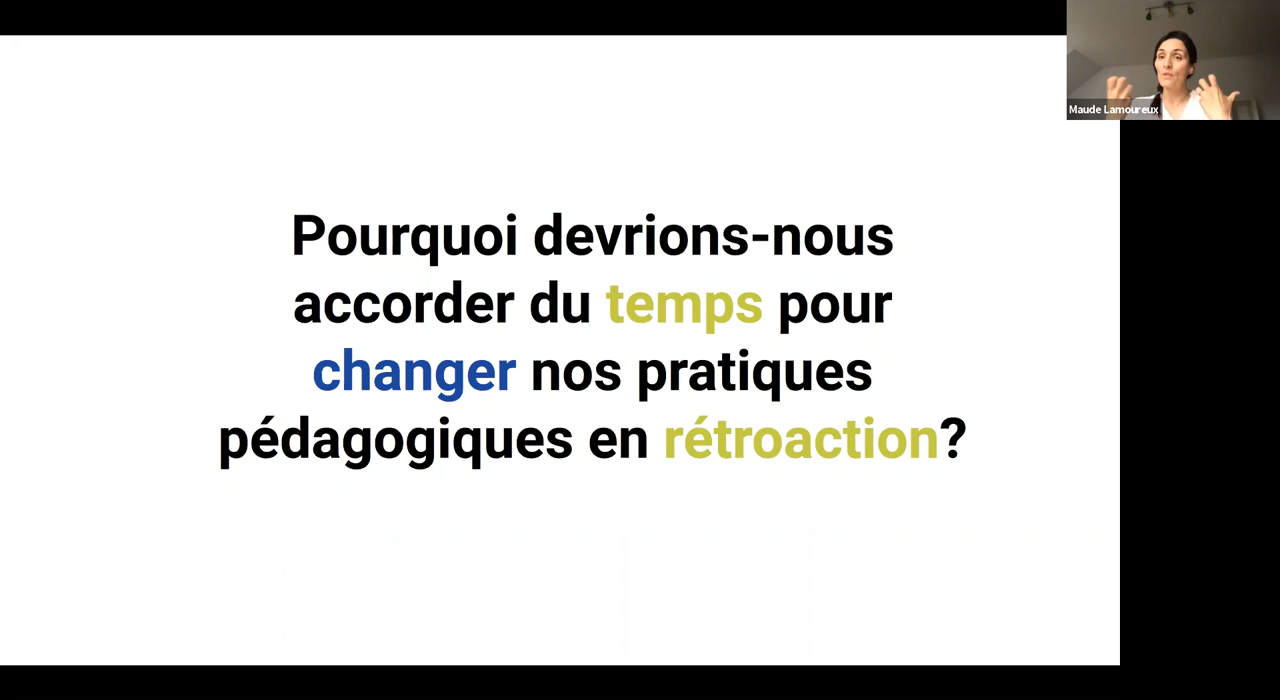 Maude Lamoureux
Pourquoi devrions-nous
accorder du temps pour
changer nos pratiques
pédagogiques en rétroaction?